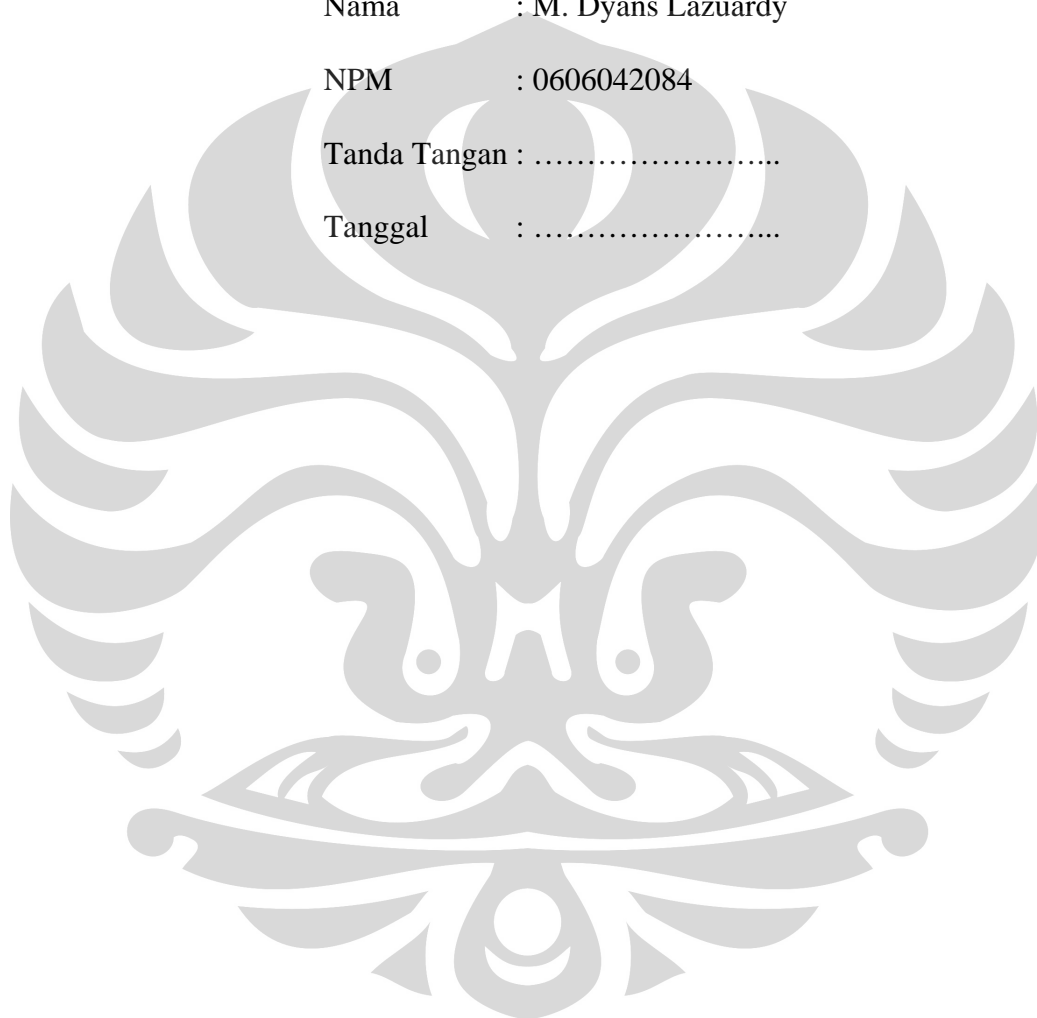 Nama : M. Dyans Lazuardy
NPM : 0606042084
Tanda Tangan : ……………………...
Tanggal : ……………………...